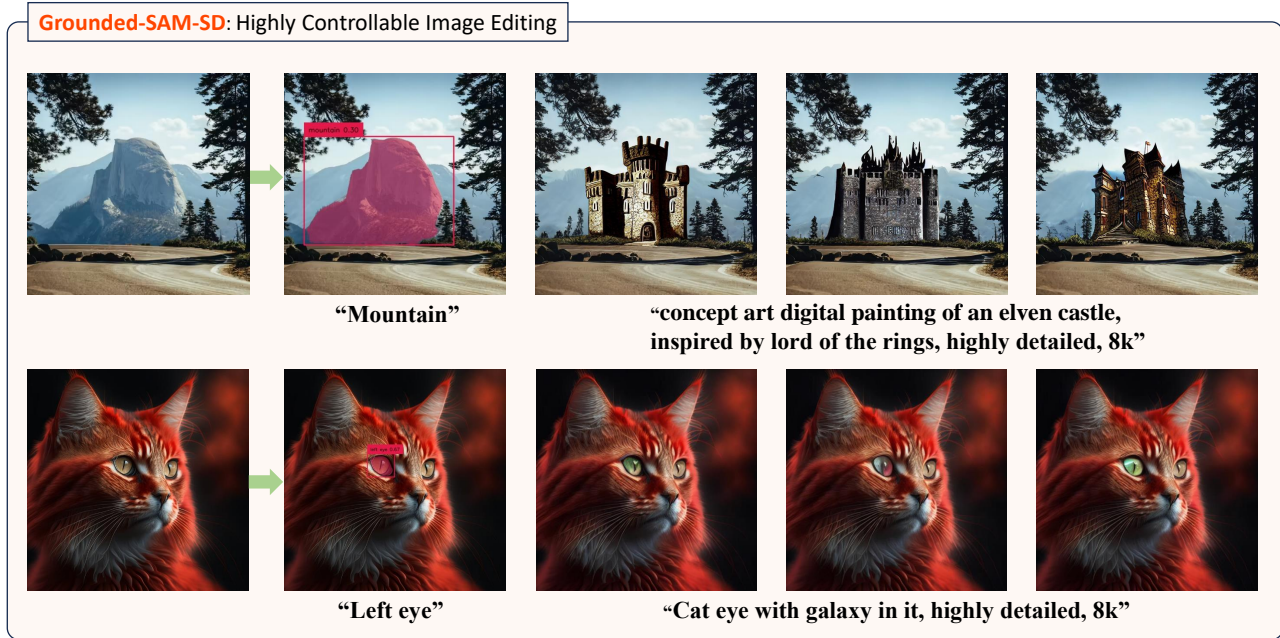 Grounded-SAM-SD: Highly Controllable Image Editing
mountain 0.30
“Mountain”
“concept art digital painting of an elven castle,
inspired by lord of the rings, highly detailed, 8k”
“Left eye”
“Cat eye with galaxy in it, highly detailed, 8k”